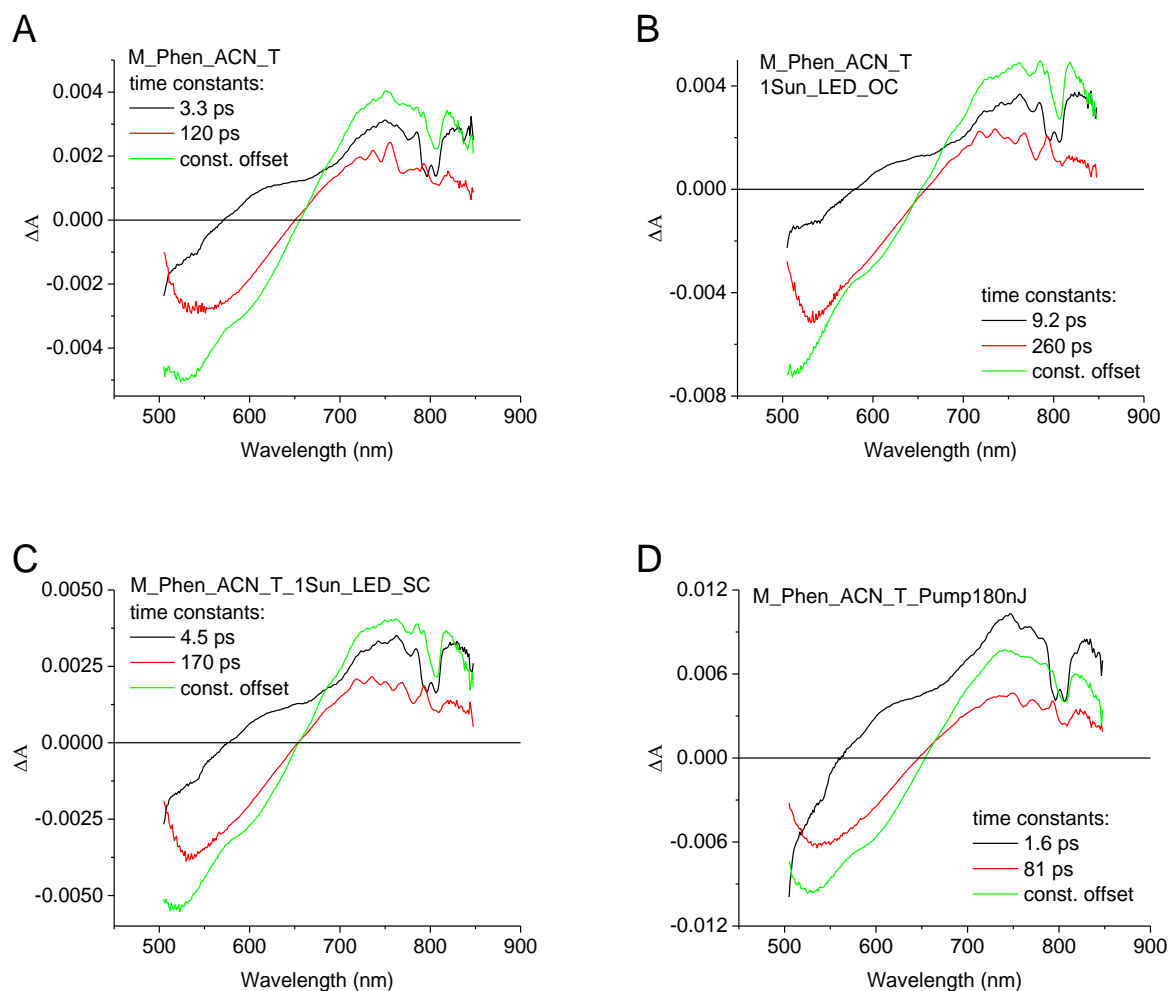 A
M_Phen_ACN_T
time constants:
3.3 ps
120 ps
const. offset
0.004
0.002
0.000
-0.002
-0.004
ΔA
500 600 700 800 900
Wavelength (nm)
B
M_Phen_ACN_T
1Sun_LED_OC
0.004
0.000
-0.004
-0.008
ΔA
time constants:
9.2 ps
260 ps
const. offset
500 600 700 800 900
Wavelength (nm)
C
M_Phen_ACN_T_1Sun_LED_SC
time constants:
4.5 ps
170 ps
const. offset
0.0050
0.0025
0.0000
-0.0025
-0.0050
ΔA
500 600 700 800 900
Wavelength (nm)
D
M_Phen_ACN_T_Pump180nJ
0.012
0.006
0.000
-0.006
-0.012
ΔA
time constants:
1.6 ps
81 ps
const. offset
500 600 700 800 900
Wavelength (nm)